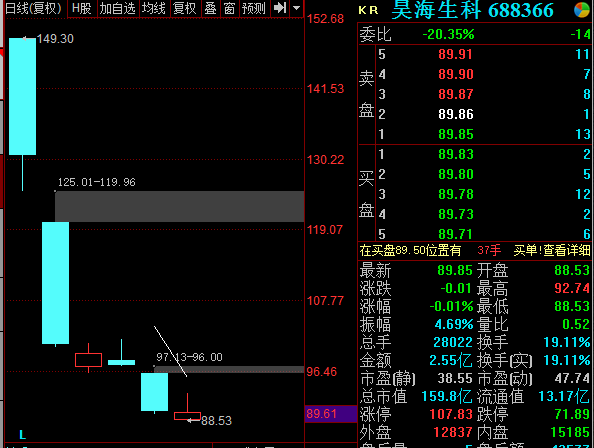 日线(复权) H股 加自选 均线 复权 叠 窗 预测
149.30
125.01-119.96
97.13-96.00
88.53
L
152.68
141.53
130.22
119.07
107.77
96.46
89.61
KR 昊海生科 688366
委比 -20.35% -14
卖盘
5 89.91 11
4 89.90 7
3 89.87 8
2 89.86 1
1 89.85 13
买盘
1 89.83 2
2 89.80 5
3 89.78 12
4 89.73 2
5 89.71 6
在买盘89.50位置有 37手 买单!查看详细
最新 89.85 开盘 88.53
涨跌 -0.01 最高 92.74
涨幅 -0.01% 最低 88.53
振幅 4.69% 量比 0.52
总手 28022 换手 19.11%
金额 2.55亿 换手(实) 19.11%
市盈(静) 38.55 市盈(动) 47.74
总市值 159.8亿 流通值 13.17亿
涨停 107.83 跌停 71.89
外盘 12837 内盘 15185